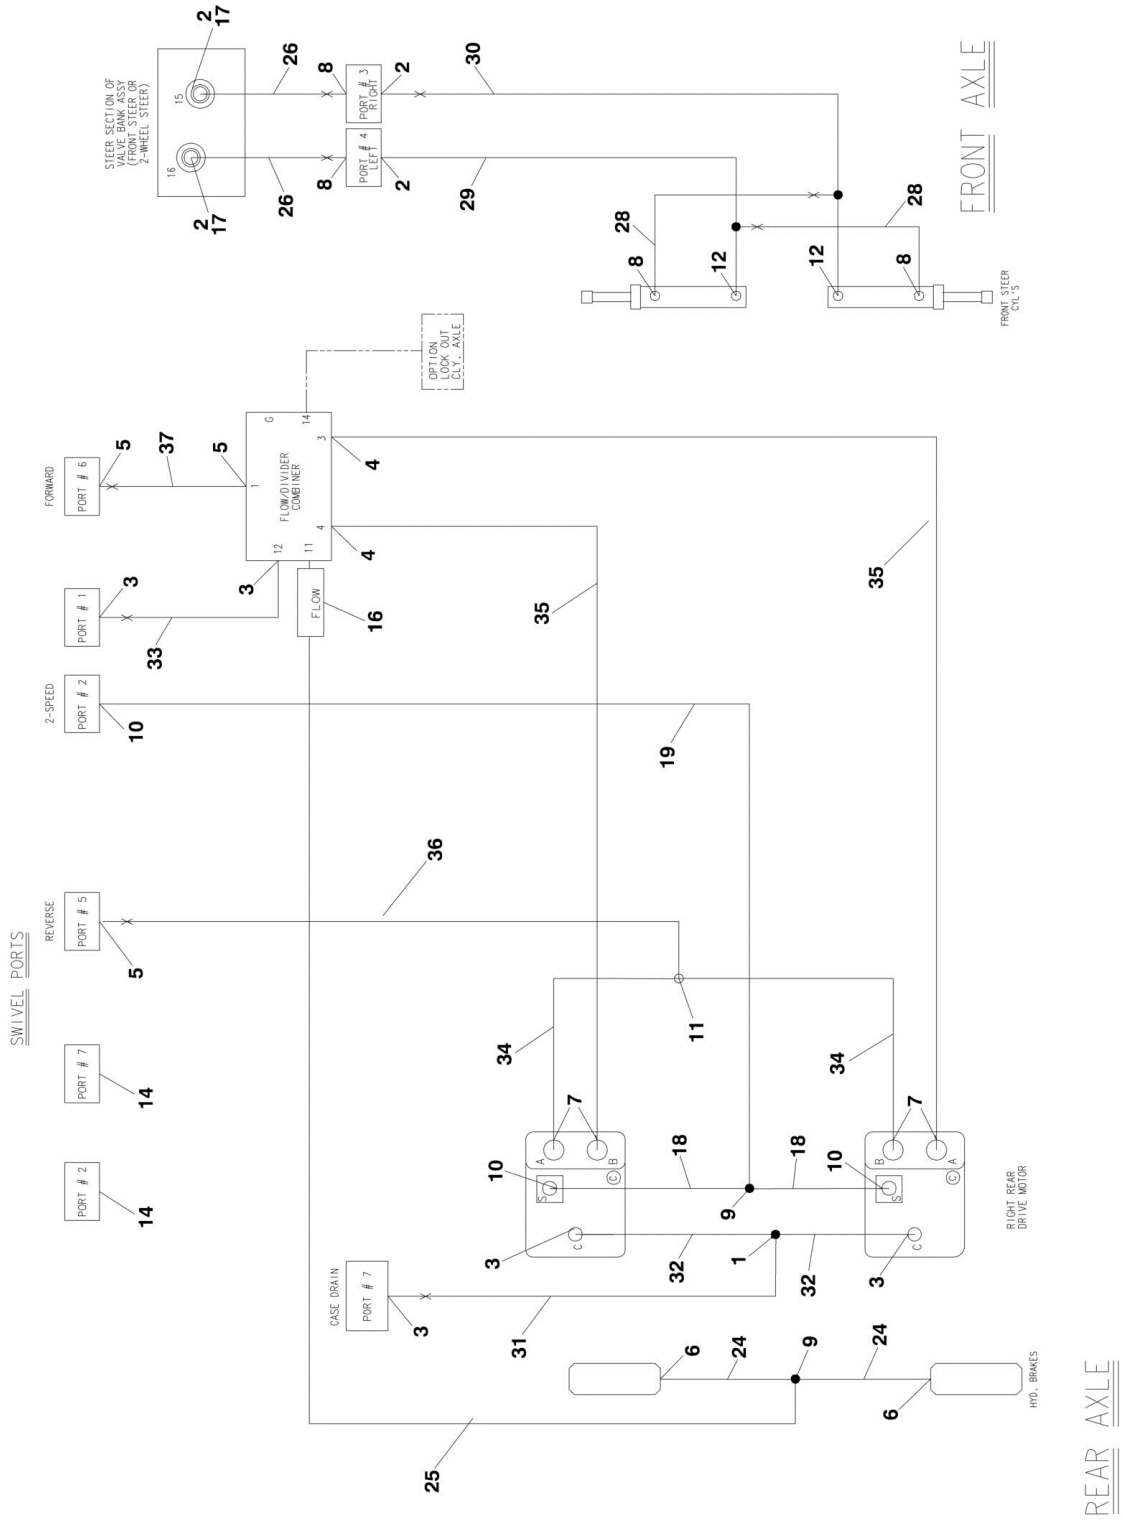 SWIVEL PORTS
PORT # 2
14
PORT # 7
14
REVERSE
PORT # 5
5
36
2-SPEED
PORT # 2
10
19
PORT # 1
3
33
3
FORWARD
PORT # 6
5
37
5
STEER SECTION OF
VALVE BANK ASSY
(FRONT STEER OR
2-WHEEL STEER)
16
15
2
17
2
17
26
26
8
8
PORT # 4
LEFT
PORT # 3
RIGHT
2
2
29
30
12
11
1
G
FLOW/DIVIDER
COMBINER
4
3
14
FLOW
16
4
4
35
35
OPTION
LOCK OUT
CLY. AXLE
28
28
8
12
12
8
FRONT STEER
CYL'S
FRONT AXLE
CASE DRAIN
PORT # 7
3
31
3
C
S
10
A
B
C
7
34
11
34
18
9
18
32
1
32
10
S
B
A
C
7
C
3
RIGHT REAR
DRIVE MOTOR
25
6
24
9
24
6
HYD. BRAKES
REAR AXLE